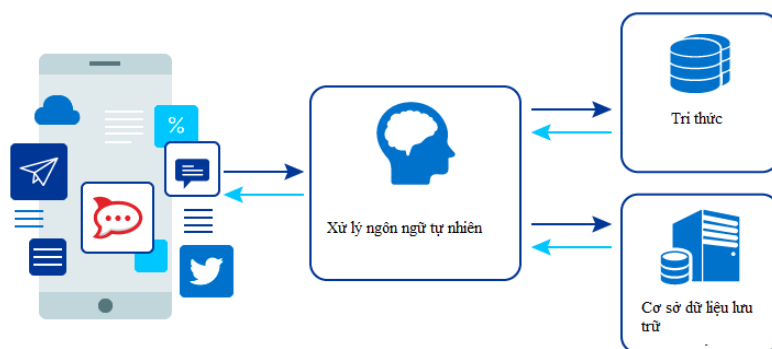 %
Tri thức
Xử lý ngôn ngữ tự nhiên
Cơ sở dữ liệu lưu
trữ